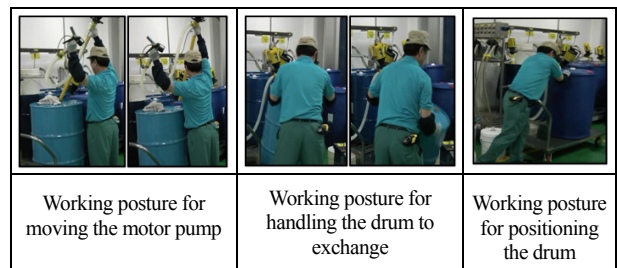 Working posture for
moving the motor pump
Working posture for
handling the drum to
exchange
Working posture
for positioning
the drum